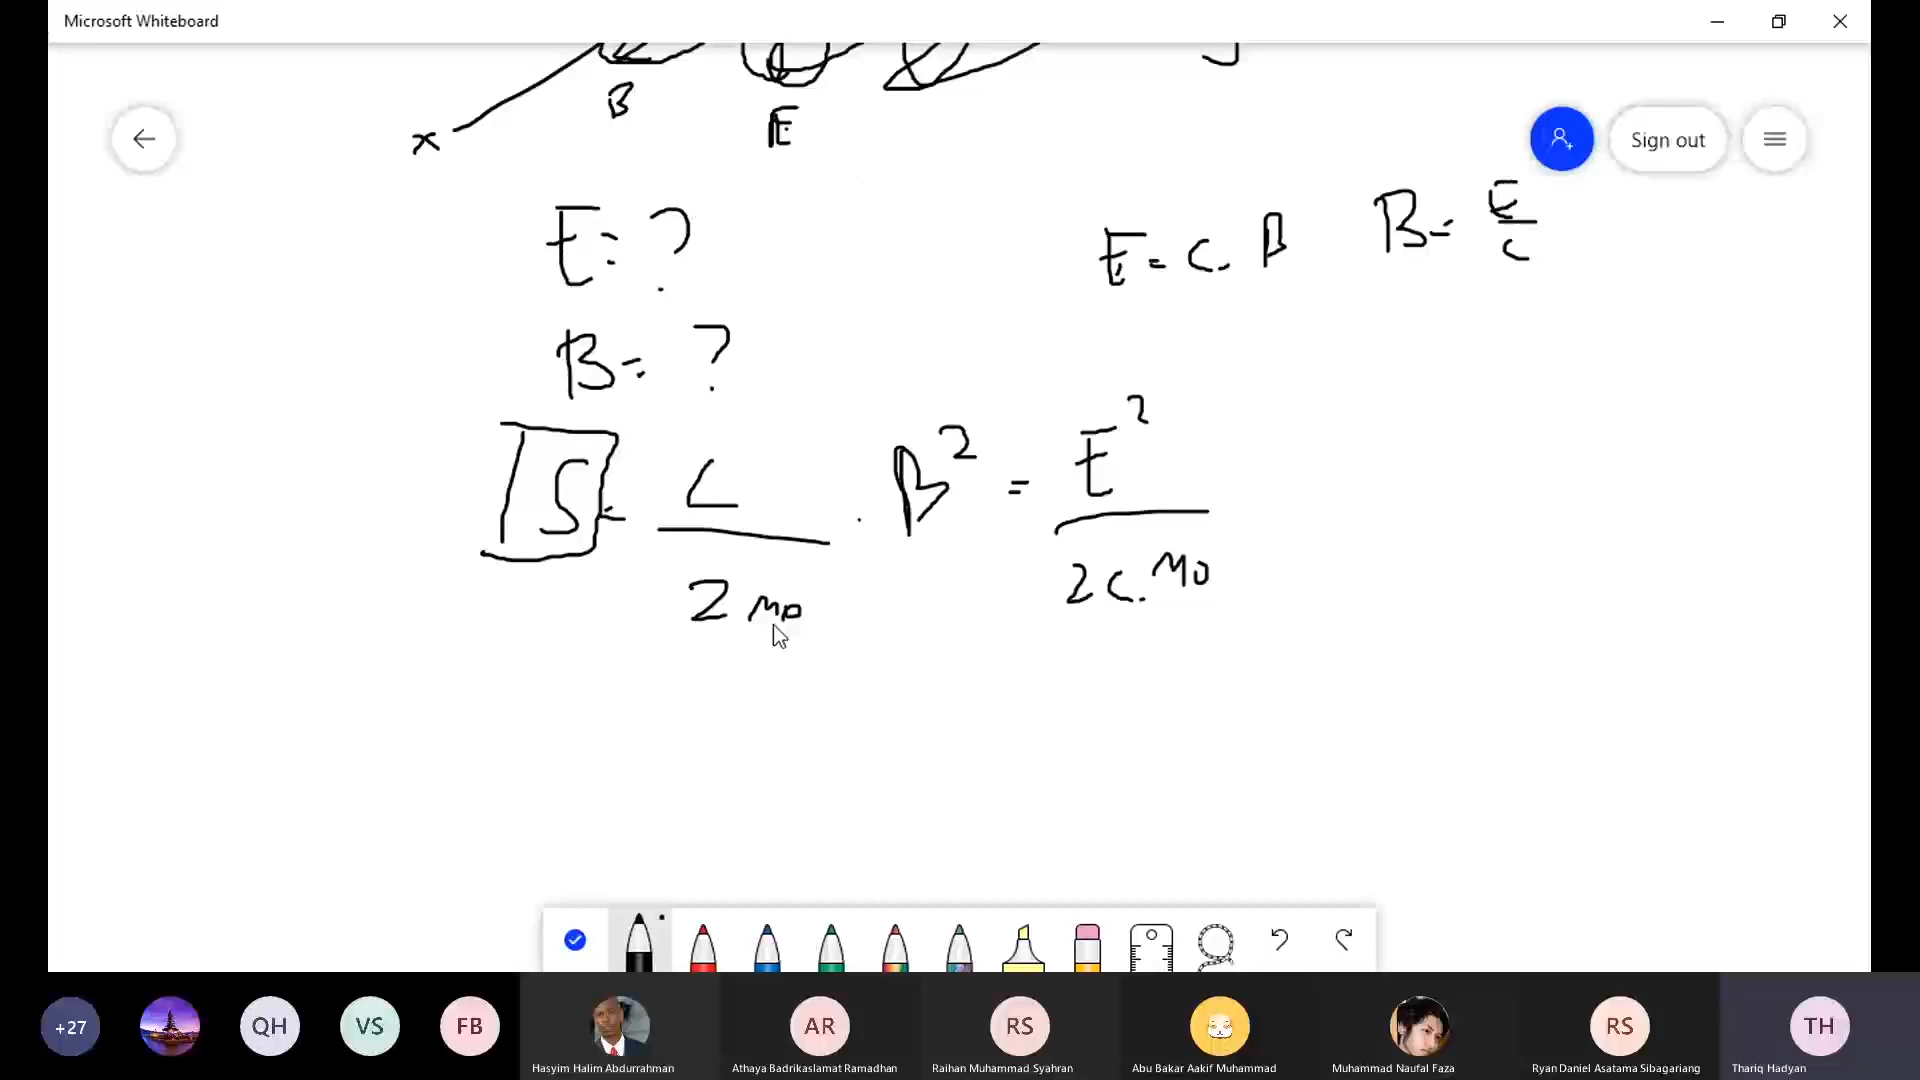 Microsoft Whiteboard
B
E
x
Sign out
E = ?
E = c. B
B = E/c
B = ?
S = c/2μ0 . B² = E²/2c.μ0
+27
QH
VS
FB
AR
RS
RS
TH
Hasyim Halim Abdurrahman
Athaya Badrikaslamat Ramadhan
Raihan Muhammad Syahran
Abu Bakar Aakif Muhammad
Muhammad Naufal Faza
Ryan Daniel Asatama Sibagariang
Thariq Hadyan